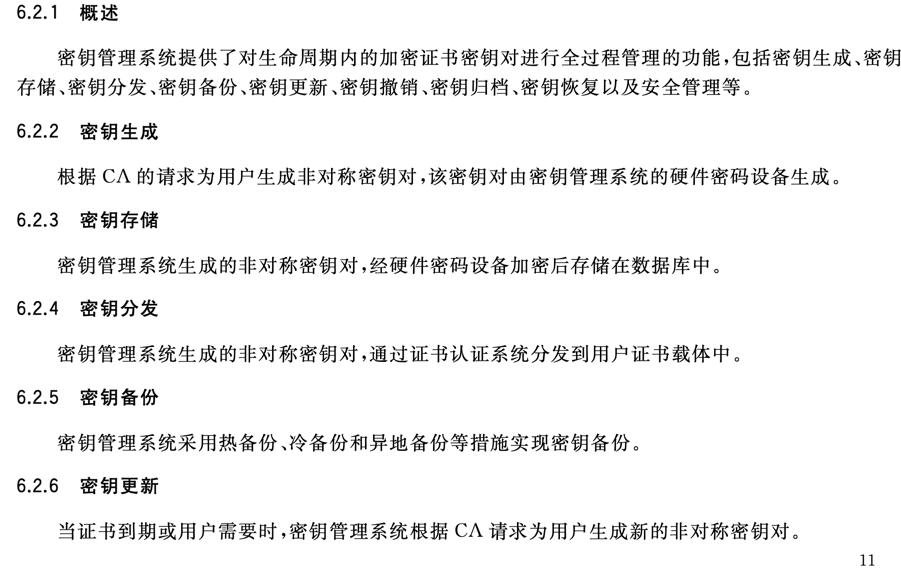 6.2.1 概述
密钥管理系统提供了对生命周期内的加密证书密钥对进行全过程管理的功能,包括密钥生成、密钥
存储、密钥分发、密钥备份、密钥更新、密钥撤销、密钥归档、密钥恢复以及安全管理等。
6.2.2 密钥生成
根据 CA 的请求为用户生成非对称密钥对,该密钥对由密钥管理系统的硬件密码设备生成。
6.2.3 密钥存储
密钥管理系统生成的非对称密钥对,经硬件密码设备加密后存储在数据库中。
6.2.4 密钥分发
密钥管理系统生成的非对称密钥对,通过证书认证系统分发到用户证书载体中。
6.2.5 密钥备份
密钥管理系统采用热备份、冷备份和异地备份等措施实现密钥备份。
6.2.6 密钥更新
当证书到期或用户需要时,密钥管理系统根据 CA 请求为用户生成新的非对称密钥对。
11